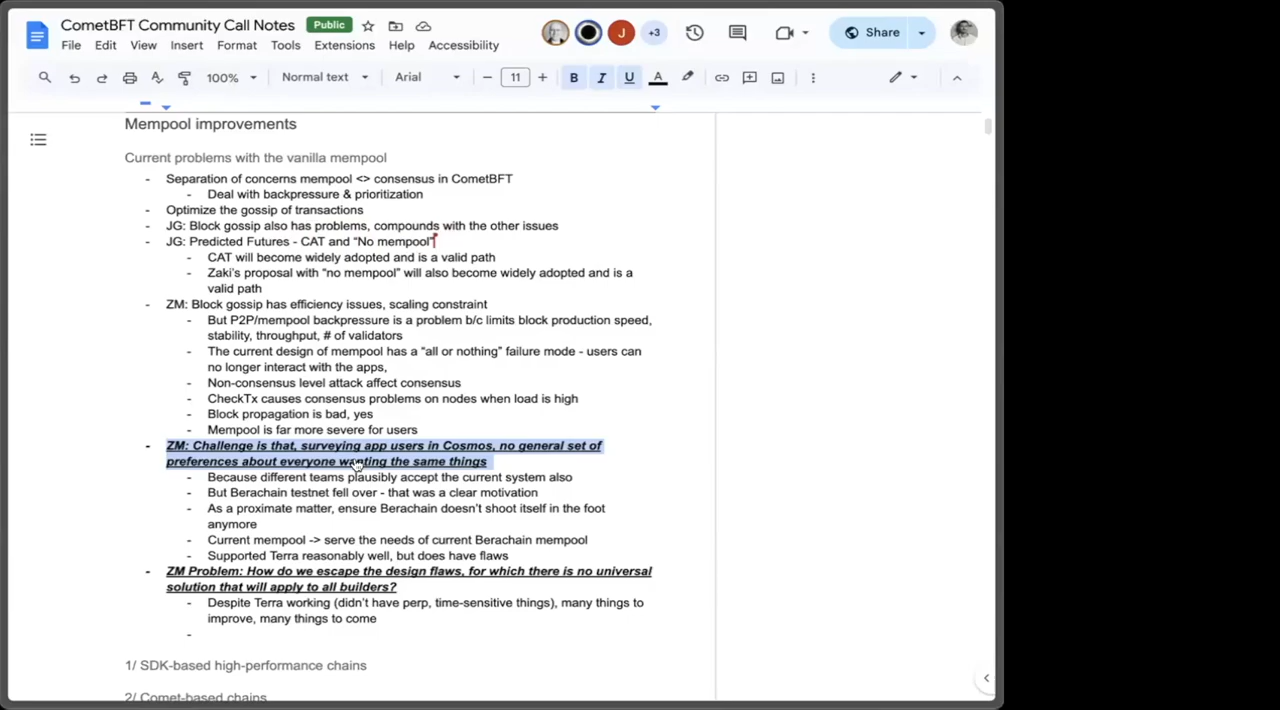 CometBFT Community Call Notes
Public
J
+3
Share
File Edit View Insert Format Tools Extensions Help Accessibility
100% Normal text Arial − 11 + B I U A
Mempool improvements
Current problems with the vanilla mempool
- Separation of concerns mempool <> consensus in CometBFT
- Deal with backpressure & prioritization
- Optimize the gossip of transactions
- JG: Block gossip also has problems, compounds with the other issues
- JG: Predicted Futures - CAT and “No mempool”
- CAT will become widely adopted and is a valid path
- Zaki’s proposal with “no mempool” will also become widely adopted and is a
valid path
- ZM: Block gossip has efficiency issues, scaling constraint
- But P2P/mempool backpressure is a problem b/c limits block production speed,
stability, throughput, # of validators
- The current design of mempool has a “all or nothing” failure mode - users can
no longer interact with the apps,
- Non-consensus level attack affect consensus
- CheckTx causes consensus problems on nodes when load is high
- Block propagation is bad, yes
- Mempool is far more severe for users
- ZM: Challenge is that, surveying app users in Cosmos, no general set of
preferences about everyone wanting the same things
- Because different teams plausibly accept the current system also
- But Berachain testnet fell over - that was a clear motivation
- As a proximate matter, ensure Berachain doesn’t shoot itself in the foot
anymore
- Current mempool -> serve the needs of current Berachain mempool
- Supported Terra reasonably well, but does have flaws
- ZM Problem: How do we escape the design flaws, for which there is no universal
solution that will apply to all builders?
- Despite Terra working (didn’t have perp, time-sensitive things), many things to
improve, many things to come
-
1/ SDK-based high-performance chains
2/ Comet-based chains